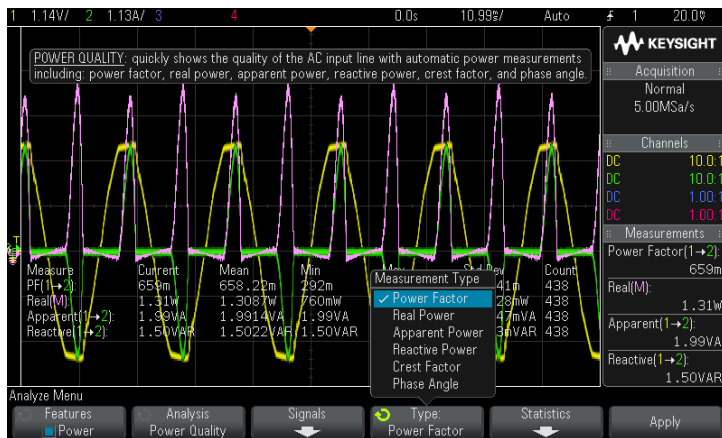 1 1.14V/ 2 1.13A/ 3 4 0.0s 10.99ms/ Auto 1 20.0V
KEYSIGHT
POWER QUALITY: quickly shows the quality of the AC input line with automatic power measurements
including: power factor, real power, apparent power, reactive power, crest factor, and phase angle.
Acquisition
Normal
5.00MSa/s
Channels
DC 10.0:1
DC 10.0:1
DC 1.00:1
DC 1.00:1
Measurements
Power Factor(1→2):
659m
Real(M):
1.31W
Apparent(1→2):
1.99VA
Reactive(1→2):
1.50VAR
Measure Current Mean Min Count
PF(1→2): 659m 658.22m 292m 438
Real(M): 1.31W 1.3087W 760mW 438
Apparent(1→2): 1.99VA 1.9914VA 1.99VA 438
Reactive(1→2): 1.50VAR 1.5022VAR 1.50VAR 438
Measurement Type
Power Factor
Real Power
Apparent Power
Reactive Power
Crest Factor
Phase Angle
Analyze Menu
Features
Power
Analysis
Power Quality
Signals
Type:
Power Factor
Statistics
Apply